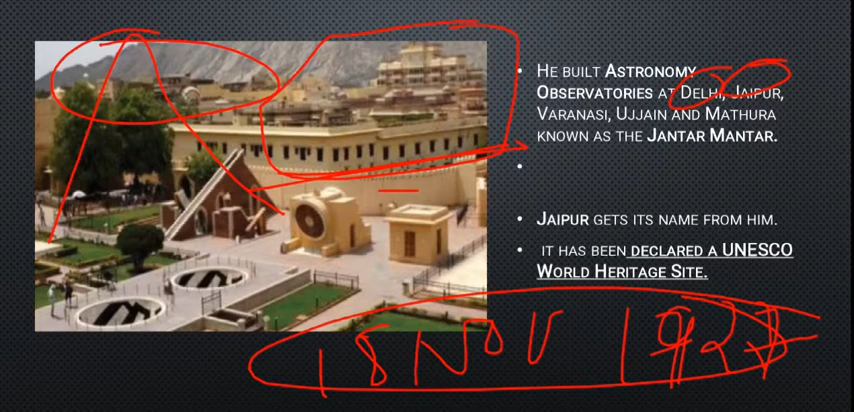 • HE BUILT ASTRONOMY
OBSERVATORIES AT DELHI, JAIPUR,
VARANASI, UJJAIN AND MATHURA
KNOWN AS THE JANTAR MANTAR.
•
• JAIPUR GETS ITS NAME FROM HIM.
• IT HAS BEEN DECLARED A UNESCO
WORLD HERITAGE SITE.
18 NOV